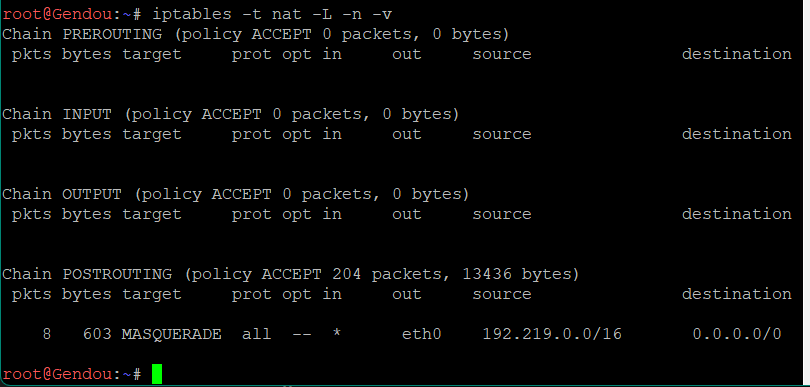 root@Gendou:~# iptables -t nat -L -n -v
Chain PREROUTING (policy ACCEPT 0 packets, 0 bytes)
 pkts bytes target     prot opt in     out     source               destination

Chain INPUT (policy ACCEPT 0 packets, 0 bytes)
 pkts bytes target     prot opt in     out     source               destination

Chain OUTPUT (policy ACCEPT 0 packets, 0 bytes)
 pkts bytes target     prot opt in     out     source               destination

Chain POSTROUTING (policy ACCEPT 204 packets, 13436 bytes)
 pkts bytes target     prot opt in     out     source               destination
    8   603 MASQUERADE  all  --  *      eth0    192.219.0.0/16       0.0.0.0/0
root@Gendou:~#